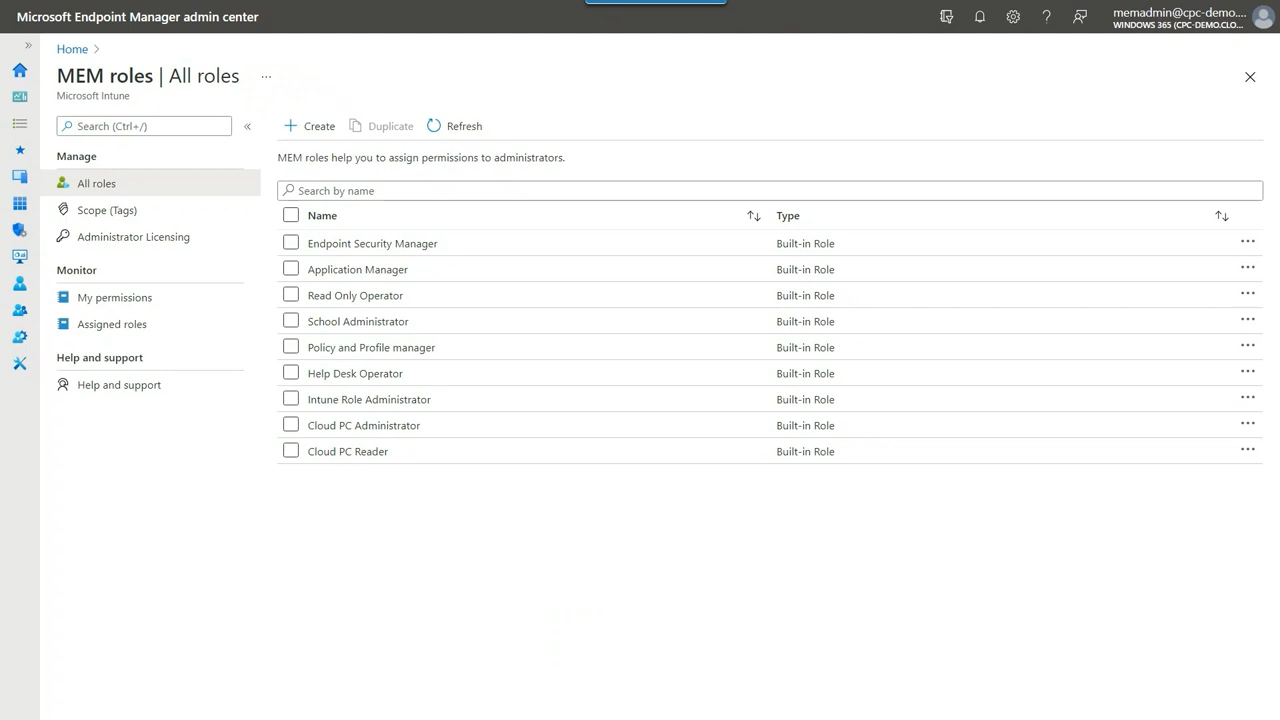 Microsoft Endpoint Manager admin center
memadmin@cpc-demo....
WINDOWS 365 (CPC-DEMO.CLO...
Home
MEM roles | All roles
...
Microsoft Intune
Search (Ctrl+/)
«
Manage
All roles
Scope (Tags)
Administrator Licensing
Monitor
My permissions
Assigned roles
Help and support
Help and support
Create
Duplicate
Refresh
MEM roles help you to assign permissions to administrators.
Search by name
Name Type
Endpoint Security Manager Built-in Role
Application Manager Built-in Role
Read Only Operator Built-in Role
School Administrator Built-in Role
Policy and Profile manager Built-in Role
Help Desk Operator Built-in Role
Intune Role Administrator Built-in Role
Cloud PC Administrator Built-in Role
Cloud PC Reader Built-in Role